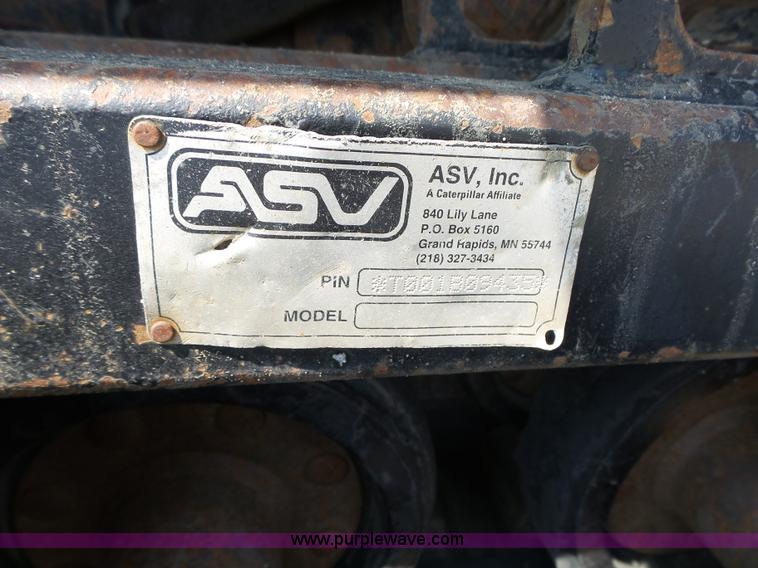 ASV
ASV, Inc.
A Caterpillar Affiliate
840 Lily Lane
P.O. Box 5160
Grand Rapids, MN 55744
(218) 327-3434
PIN *T001B09435*
MODEL
www.purplewave.com